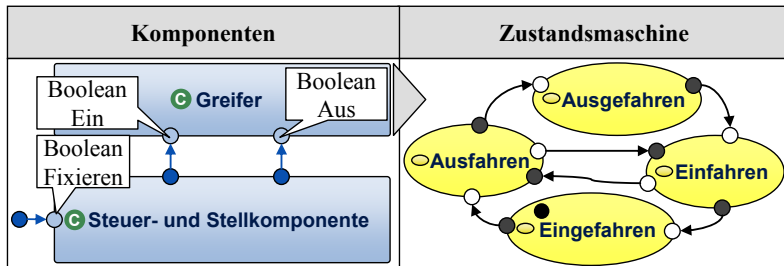 Komponenten
Zustandsmaschine
Boolean
Ein
C Greifer
Boolean
Aus
Boolean
Fixieren
C Steuer- und Stellkomponente
Ausgefahren
Ausfahren
Einfahren
Eingefahren